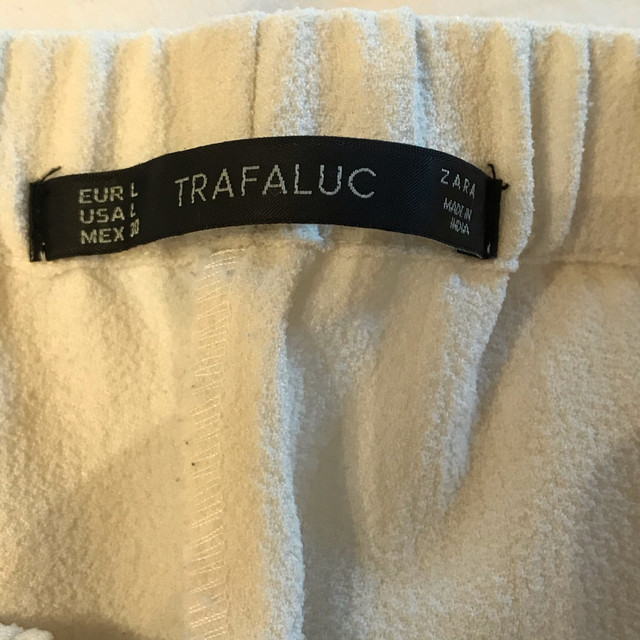 EUR L
USA L
MEX 30
TRAFALUC
ZARA
MADE IN
INDIA